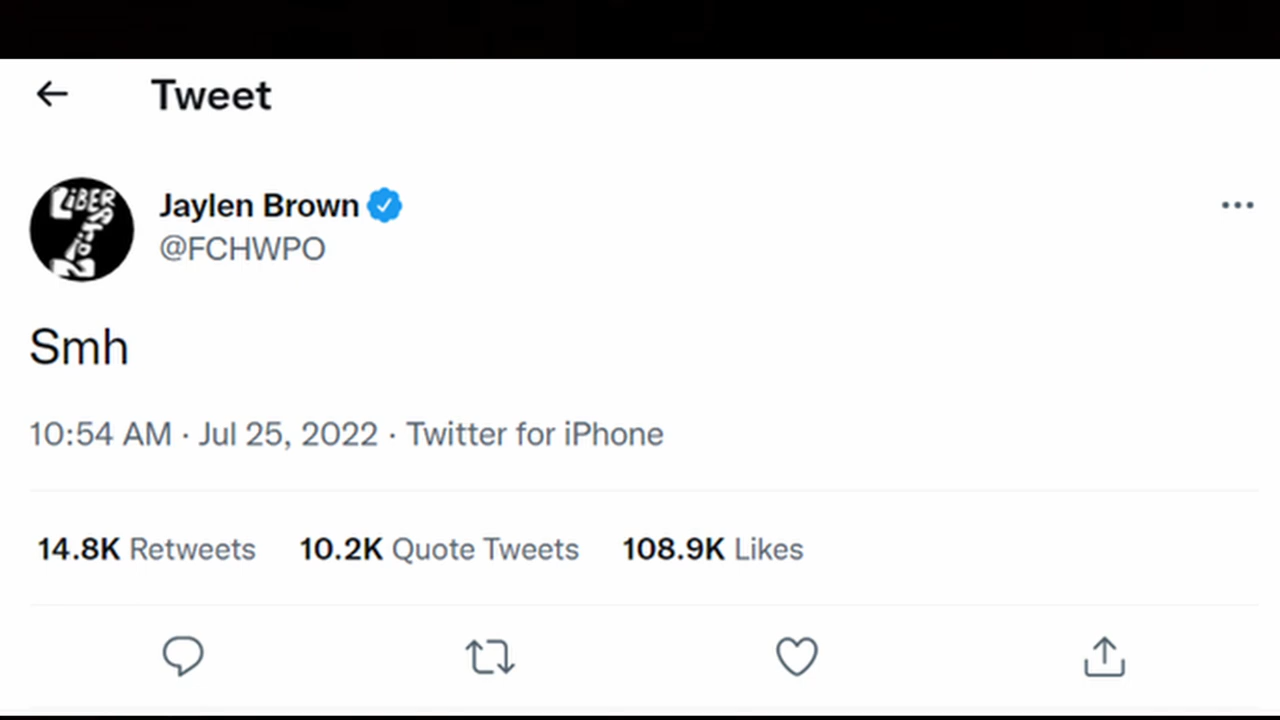 Tweet
LiBER
Jaylen Brown
@FCHWPO
Smh
10:54 AM · Jul 25, 2022 · Twitter for iPhone
14.8K Retweets 10.2K Quote Tweets 108.9K Likes